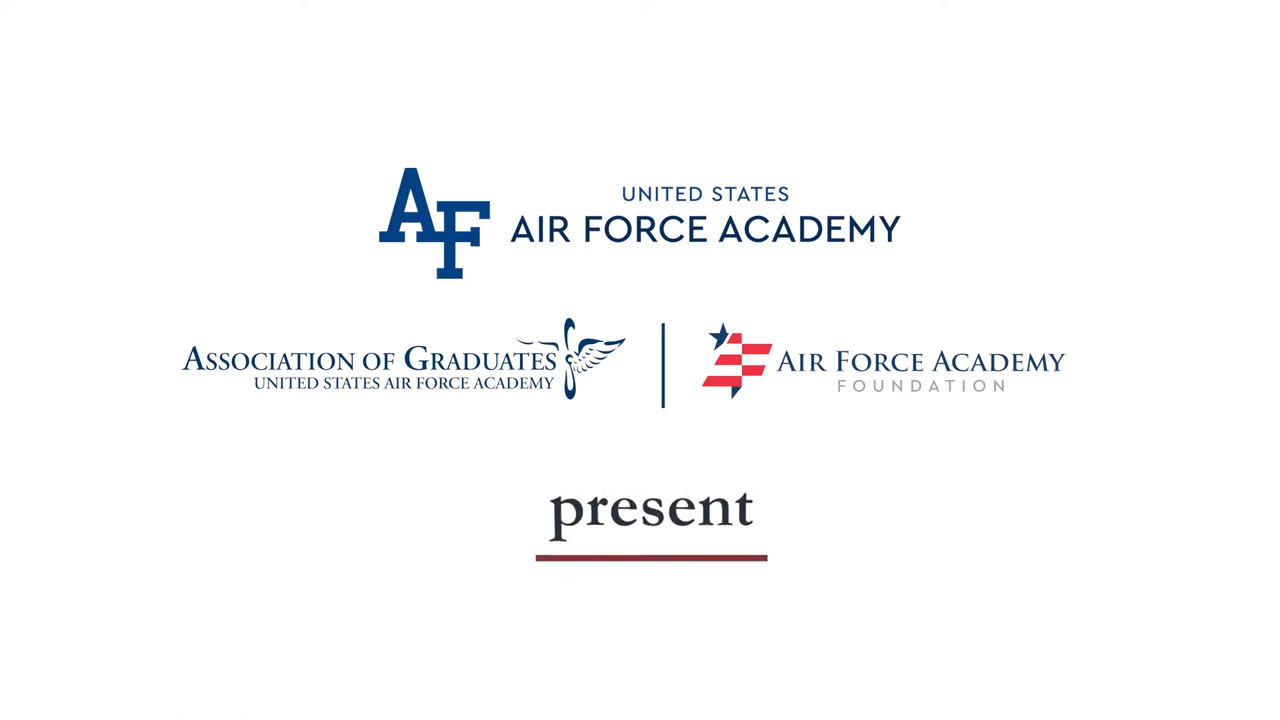 AF
UNITED STATES
AIR FORCE ACADEMY
ASSOCIATION OF GRADUATES
UNITED STATES AIR FORCE ACADEMY
AIR FORCE ACADEMY
FOUNDATION
present